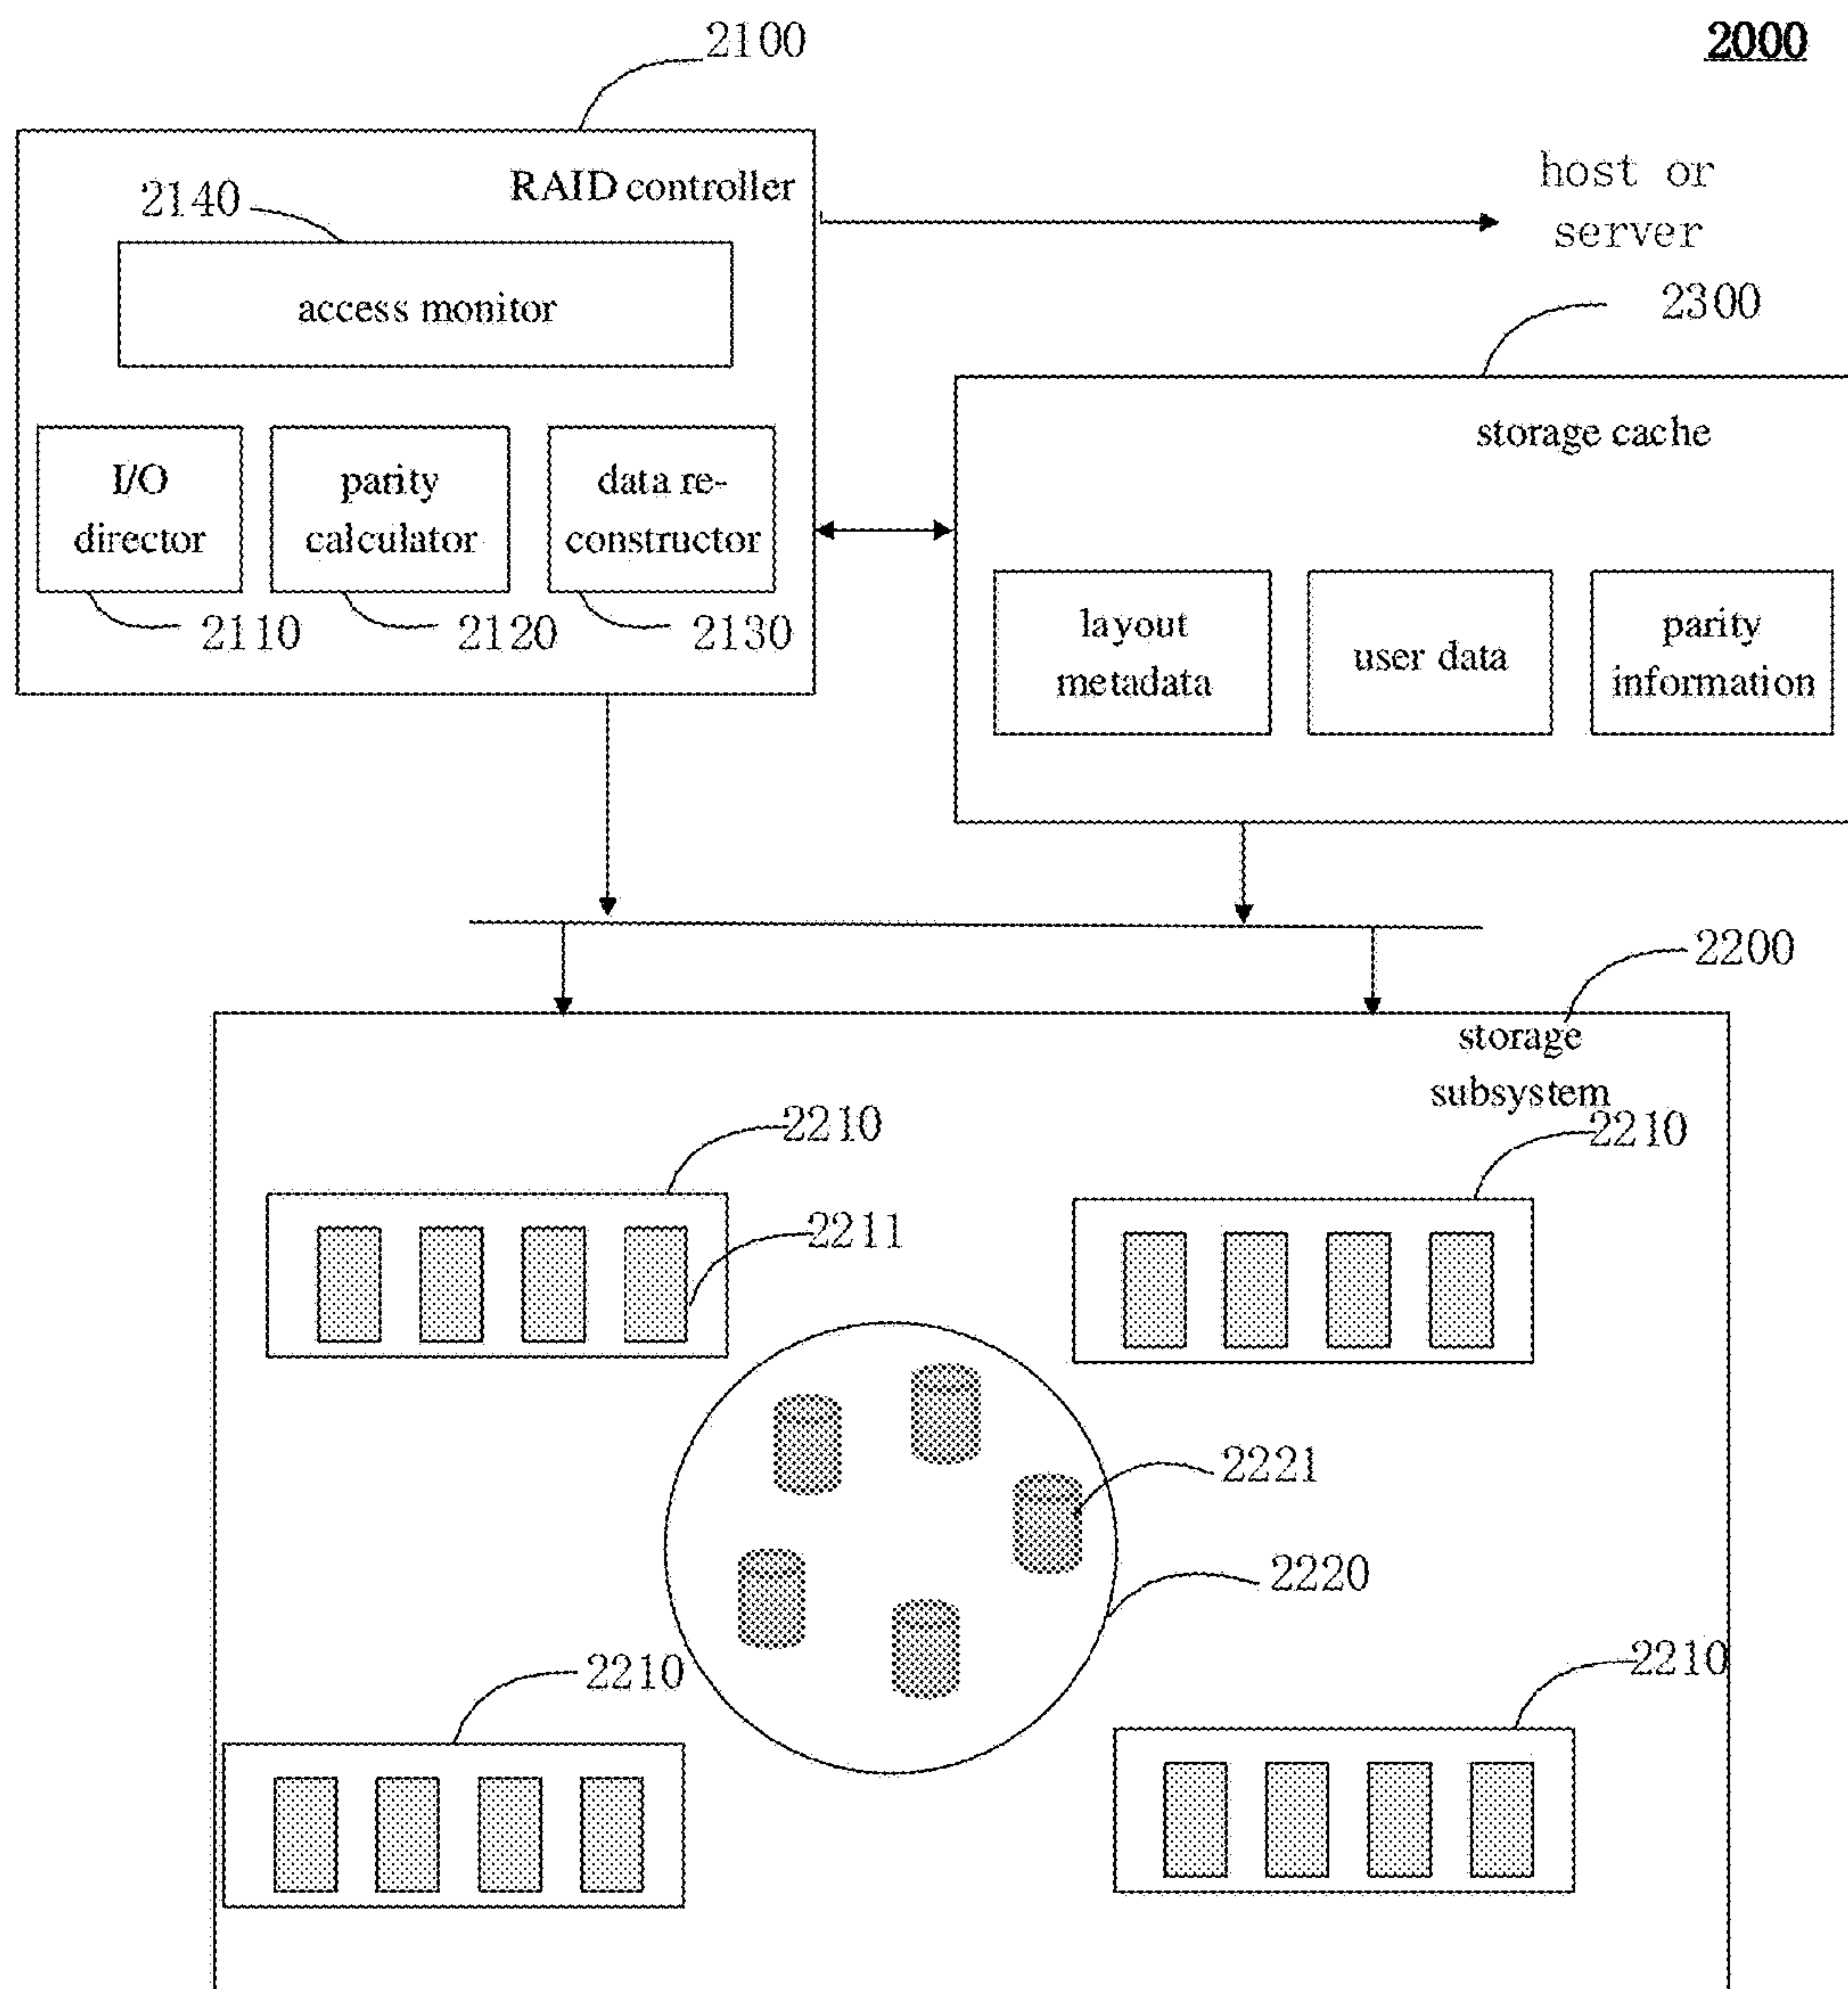 2100
2000
RAID controller
2140
access monitor
host or
server
2300
storage cache
I/O
director
parity
calculator
data re-
constructor
2110
2120
2130
layout
metadata
user data
parity
information
2200
storage
subsystem
2210
2210
2211
2221
2220
2210
2210